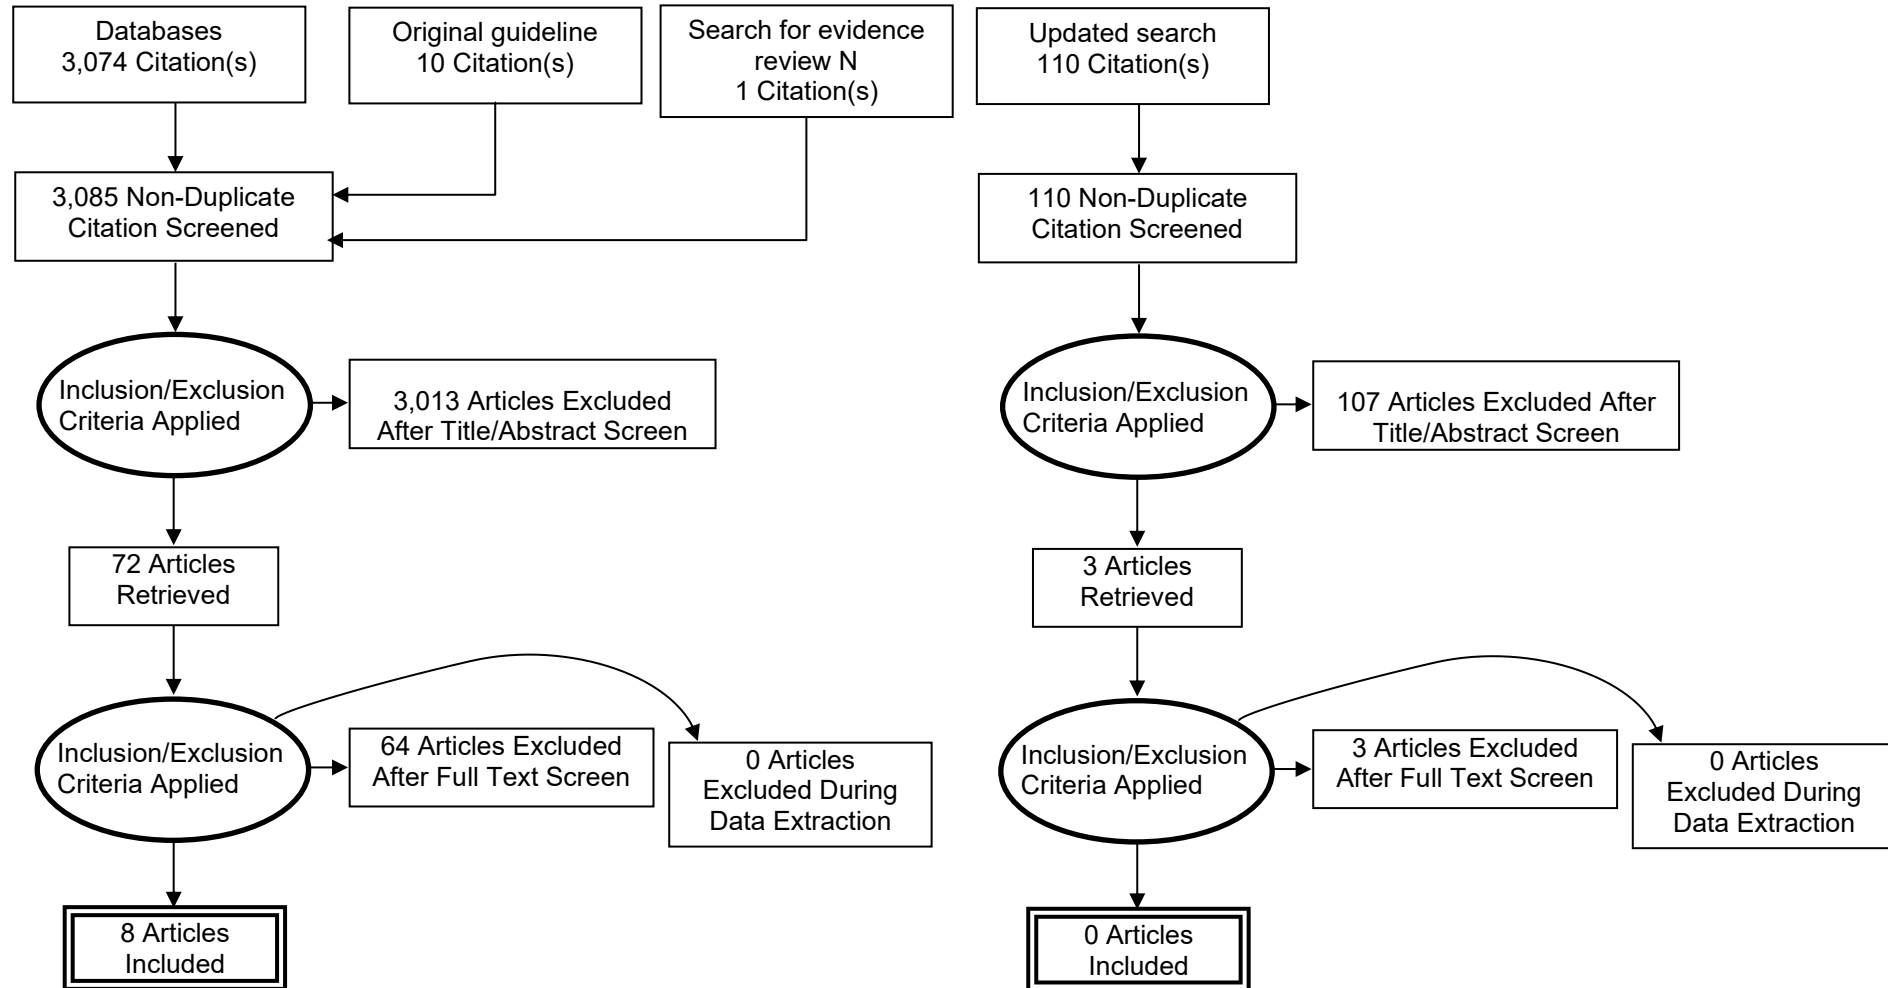 Databases
3,074 Citation(s)
Original guideline
10 Citation(s)
Search for evidence
review N
1 Citation(s)
Updated search
110 Citation(s)
3,085 Non-Duplicate
Citation Screened
110 Non-Duplicate
Citation Screened
Inclusion/Exclusion
Criteria Applied
3,013 Articles Excluded
After Title/Abstract Screen
Inclusion/Exclusion
Criteria Applied
107 Articles Excluded After
Title/Abstract Screen
72 Articles
Retrieved
3 Articles
Retrieved
Inclusion/Exclusion
Criteria Applied
64 Articles Excluded
After Full Text Screen
0 Articles
Excluded During
Data Extraction
Inclusion/Exclusion
Criteria Applied
3 Articles Excluded
After Full Text Screen
0 Articles
Excluded During
Data Extraction
8 Articles
Included
0 Articles
Included